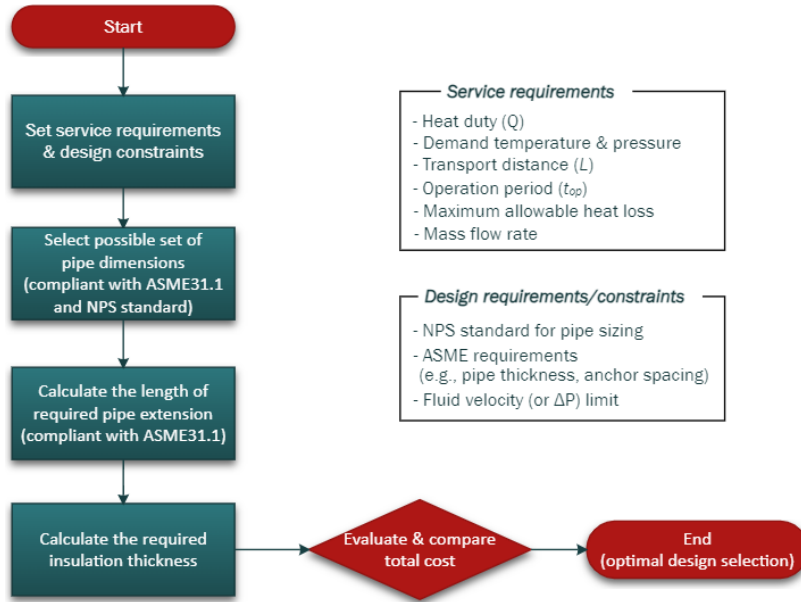 Start
Set service requirements
& design constraints
Select possible set of
pipe dimensions
(compliant with ASME31.1
and NPS standard)
Calculate the length of
required pipe extension
(compliant with ASME31.1)
Calculate the required
insulation thickness
Evaluate & compare
total cost
End
(optimal design selection)
Service requirements
- Heat duty (Q)
- Demand temperature & pressure
- Transport distance (L)
- Operation period (top)
- Maximum allowable heat loss
- Mass flow rate
Design requirements/constraints
- NPS standard for pipe sizing
- ASME requirements
(e.g., pipe thickness, anchor spacing)
- Fluid velocity (or ΔP) limit